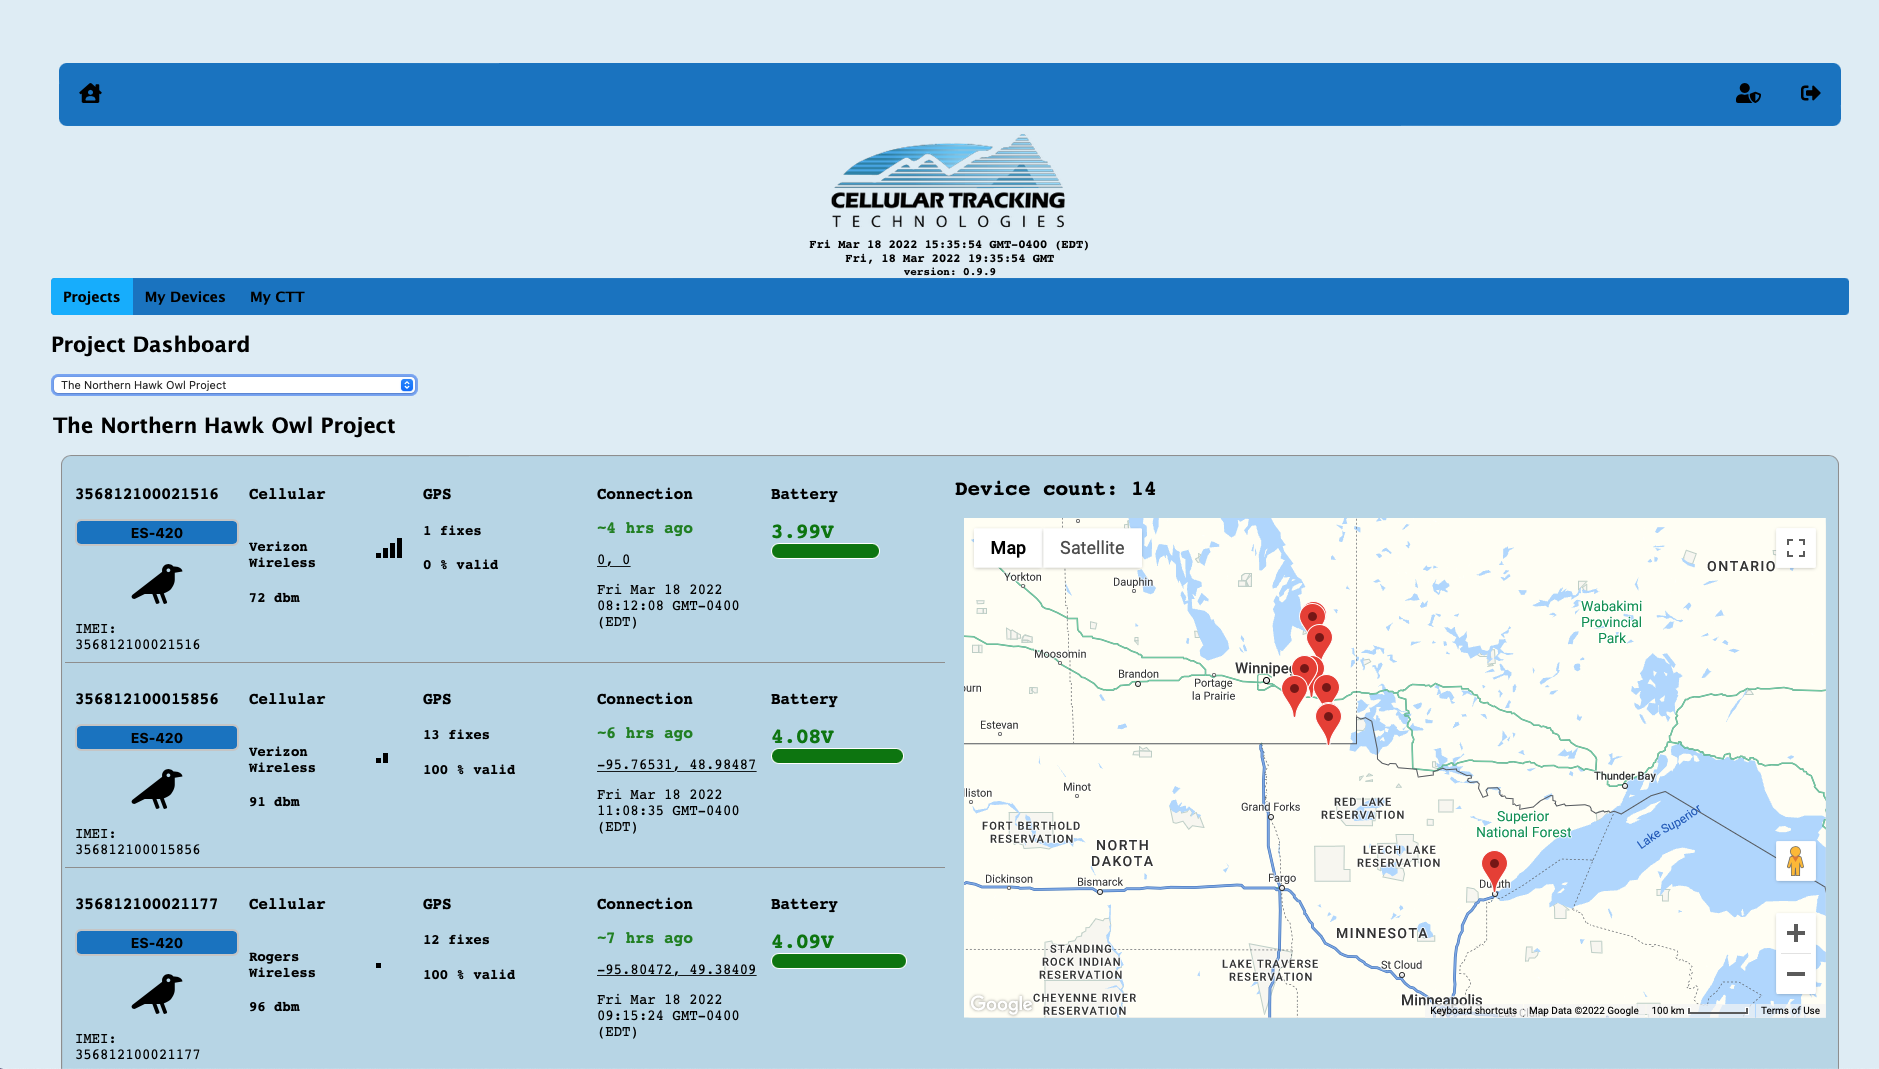 CELLULAR TRACKING
TECHNOLOGIES
Fri Mar 18 2022 15:35:54 GMT-0400 (EDT)
Fri, 18 Mar 2022 19:35:54 GMT
version: 0.9.9
Projects My Devices My CTT
Project Dashboard
The Northern Hawk Owl Project
The Northern Hawk Owl Project
356812100021516
ES-420
IMEI:
356812100021516
Cellular
Verizon
Wireless
72 dbm
GPS
1 fixes
0 % valid
Connection
~4 hrs ago
0, 0
Fri Mar 18 2022
08:12:08 GMT-0400
(EDT)
Battery
3.99V
356812100015856
ES-420
IMEI:
356812100015856
Cellular
Verizon
Wireless
91 dbm
GPS
13 fixes
100 % valid
Connection
~6 hrs ago
-95.76531, 48.98487
Fri Mar 18 2022
11:08:35 GMT-0400
(EDT)
Battery
4.08V
356812100021177
ES-420
IMEI:
356812100021177
Cellular
Rogers
Wireless
96 dbm
GPS
12 fixes
100 % valid
Connection
~7 hrs ago
-95.80472, 49.38409
Fri Mar 18 2022
09:15:24 GMT-0400
(EDT)
Battery
4.09V
Device count: 14
Map Satellite
ONTARIO
Yorkton
Dauphin
Wabakimi
Provincial
Park
Moosomin
Brandon
Winnipe
Portage
la Prairie
urn
Estevan
Thunder Bay
lliston
Minot
Grand Forks
RED LAKE
RESERVATION
Superior
National Forest
Lake Superior
FORT BERTHOLD
RESERVATION
NORTH
DAKOTA
LEECH LAKE
RESERVATION
Dickinson
Bismarck
Fargo
Duluth
MINNESOTA
STANDING
ROCK INDIAN
RESERVATION
LAKE TRAVERSE
RESERVATION
St Cloud
CHEYENNE RIVER
RESERVATION
Minneapolis
Google
Keyboard shortcuts Map Data ©2022 Google 100 km Terms of Use